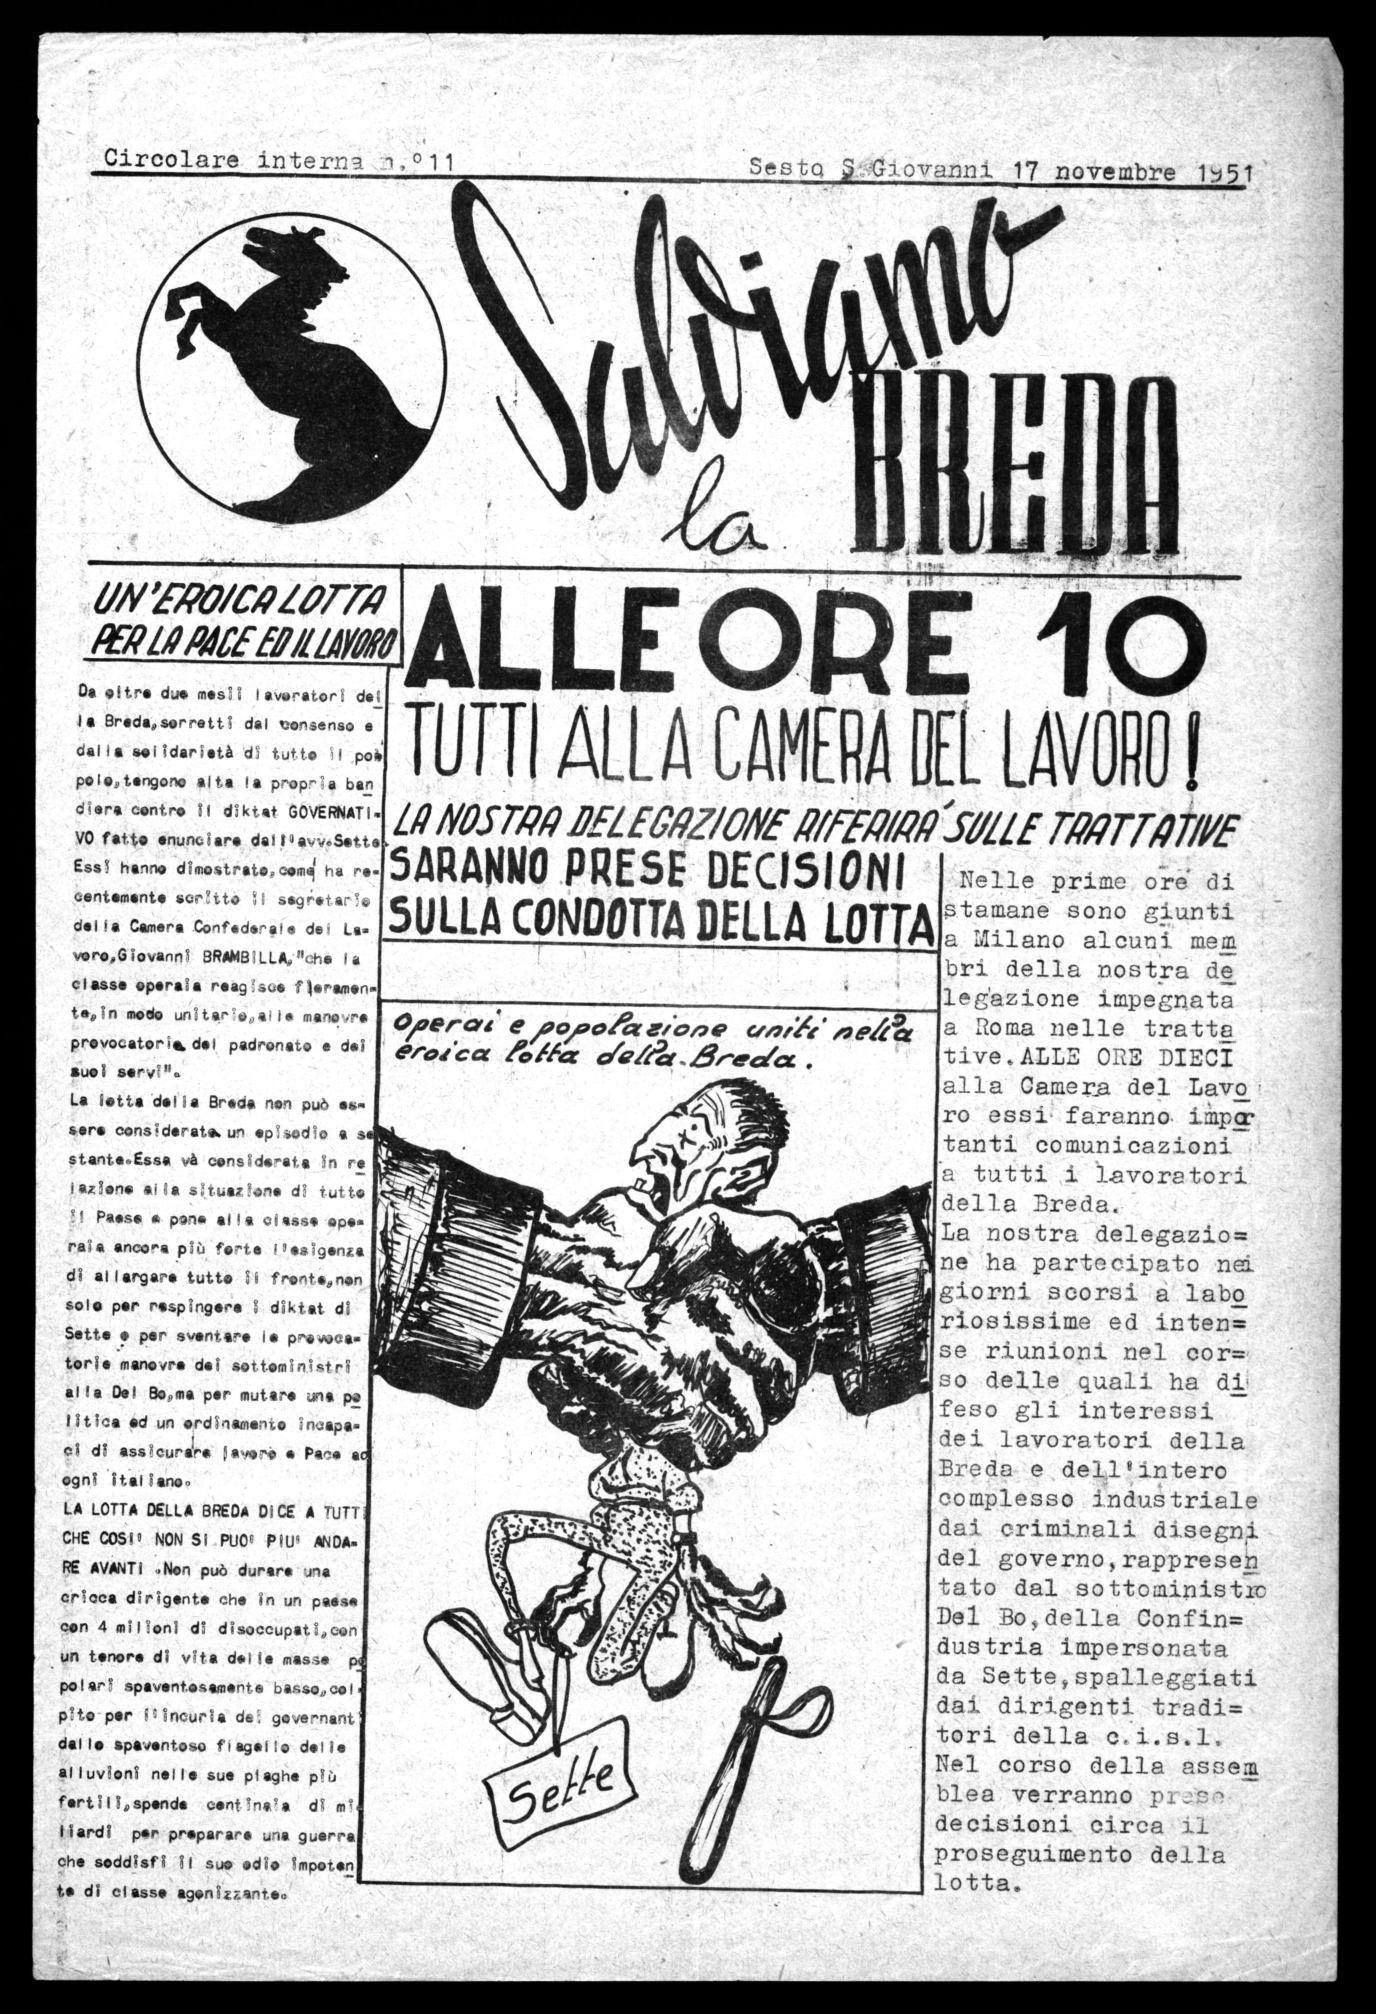 Circolare interna n.°11
Sesto S.Giovanni 17 novembre 1951
Salviamo
la BREDA
UN'EROICA LOTTA
PER LA PACE ED IL LAVORO
Da oltre due mesi i lavoratori del
la Breda,sorretti dal consenso e
dalla solidarietà di tutto il po=
polo,tengono alta la propria ban
diera contro il diktat GOVERNATI=
VO fatto enunciare dall'avv.Sette.
Essi hanno dimostrato,come ha re=
centemente scritto il segretario
della Camera Confederale del La=
voro,Giovanni BRAMBILLA,"che la
classe operaia reagisce fieramen=
te,in modo unitario,alle manovre
provocatorie del padronato e dei
suoi servi".
La lotta della Breda non può es=
sere considerata un episodio a se
stante.Essa và considerata in re
lazione alla situazione di tutto
il Paese e pone alla classe ope=
raia ancora più forte l'esigenza
di allargare tutto il fronte,non
solo per respingere i diktat di
Sette e per sventare le provoca=
torie manovre dei sottoministri
alla Del Bo,ma per mutare una po
litica ed un ordinamento incapa=
ci di assicurare lavoro e Pace ad
ogni italiano.
LA LOTTA DELLA BREDA DICE A TUTTI
CHE COSI' NON SI PUO' PIU' ANDA=
RE AVANTI .Non può durare una
cricca dirigente che in un paese
con 4 milioni di disoccupati,con
un tenore di vita delle masse po
polari spaventosamente basso,col
pito per l'incuria dei governanti
dallo spaventoso flagello delle
alluvioni nelle sue plaghe più
fertili,spende centinaia di mi
liardi per preparare una guerra
che soddisfi il suo odio impoten
te di classe agonizzante.
ALLE ORE 10
TUTTI ALLA CAMERA DEL LAVORO!
LA NOSTRA DELEGAZIONE RIFERIRA' SULLE TRATTATIVE
SARANNO PRESE DECISIONI
SULLA CONDOTTA DELLA LOTTA
Operai e popolazione uniti nella
eroica lotta della Breda.
Sette
Nelle prime ore di
stamane sono giunti
a Milano alcuni mem
bri della nostra de
legazione impegnata
a Roma nelle tratta
tive.ALLE ORE DIECI
alla Camera del Lavo
ro essi faranno impor
tanti comunicazioni
a tutti i lavoratori
della Breda.
La nostra delegazio=
ne ha partecipato nei
giorni scorsi a labo
riosissime ed inten=
se riunioni nel cor=
so delle quali ha di
feso gli interessi
dei lavoratori della
Breda e dell'intero
complesso industriale
dai criminali disegni
del governo,rappresen
tato dal sottoministro
Del Bo,della Confin=
dustria impersonata
da Sette,spalleggiati
dai dirigenti tradi=
tori della c.i.s.l.
Nel corso della assem
blea verranno prese
decisioni circa il
proseguimento della
lotta.